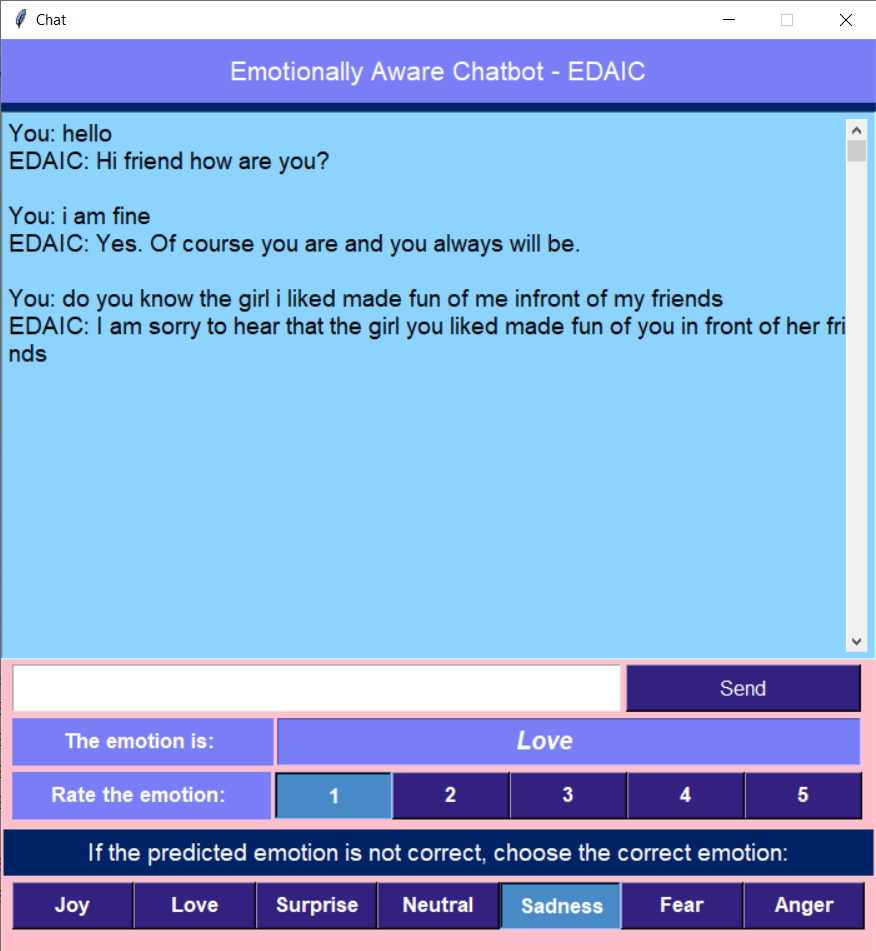 Chat
Emotionally Aware Chatbot - EDAIC
You: hello
EDAIC: Hi friend how are you?
You: i am fine
EDAIC: Yes. Of course you are and you always will be.
You: do you know the girl i liked made fun of me infront of my friends
EDAIC: I am sorry to hear that the girl you liked made fun of you in front of her fri
nds
Send
The emotion is: Love
Rate the emotion: 1 2 3 4 5
If the predicted emotion is not correct, choose the correct emotion:
Joy Love Surprise Neutral Sadness Fear Anger